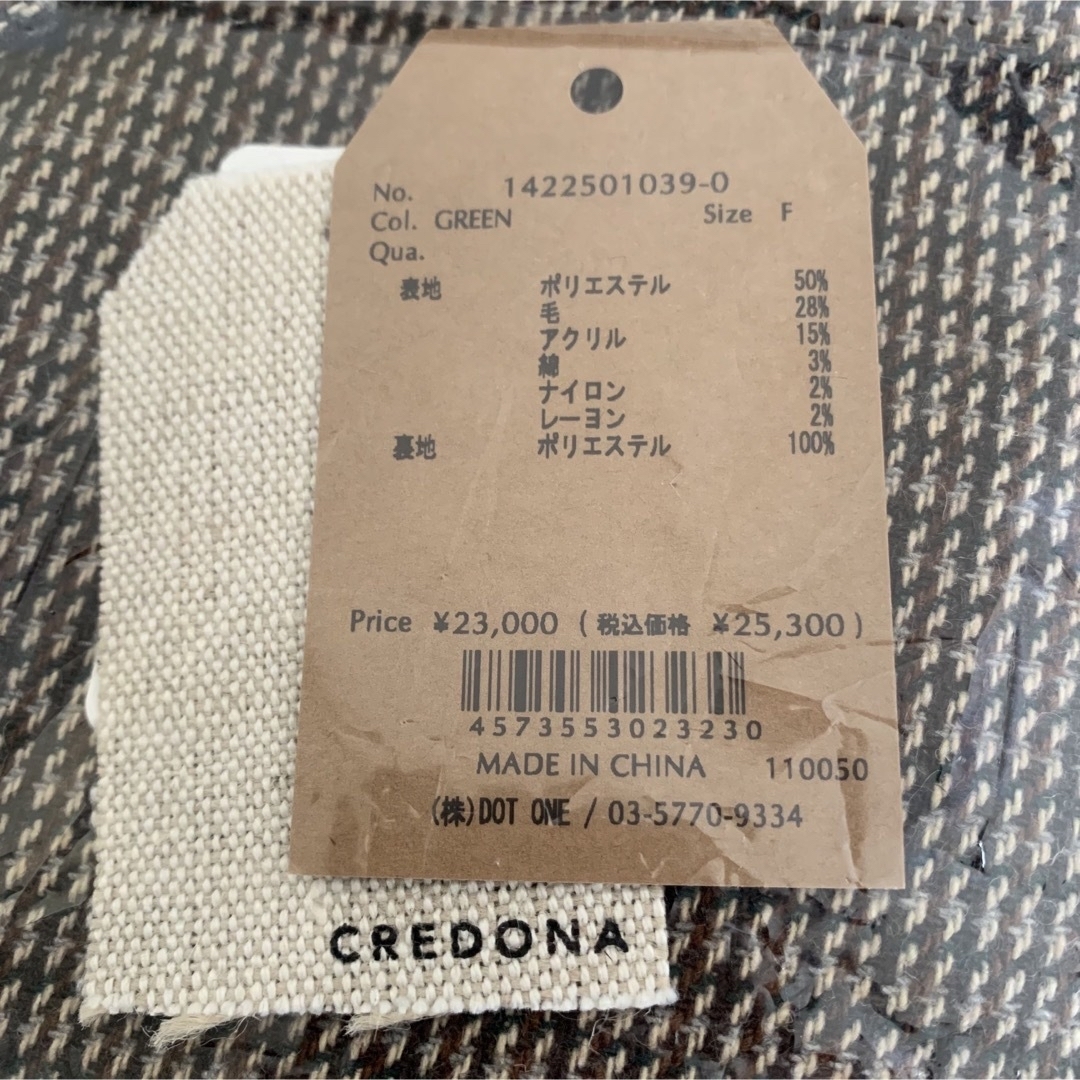 No. 1422501039-0
Col. GREEN Size F
Qua.
表地 ポリエステル 50%
毛 28%
アクリル 15%
綿 3%
ナイロン 2%
レーヨン 2%
裏地 ポリエステル 100%
Price ¥23,000 ( 税込価格 ¥25,300 )
4573553023230
MADE IN CHINA 110050
(株)DOT ONE / 03-5770-9334
CREDONA